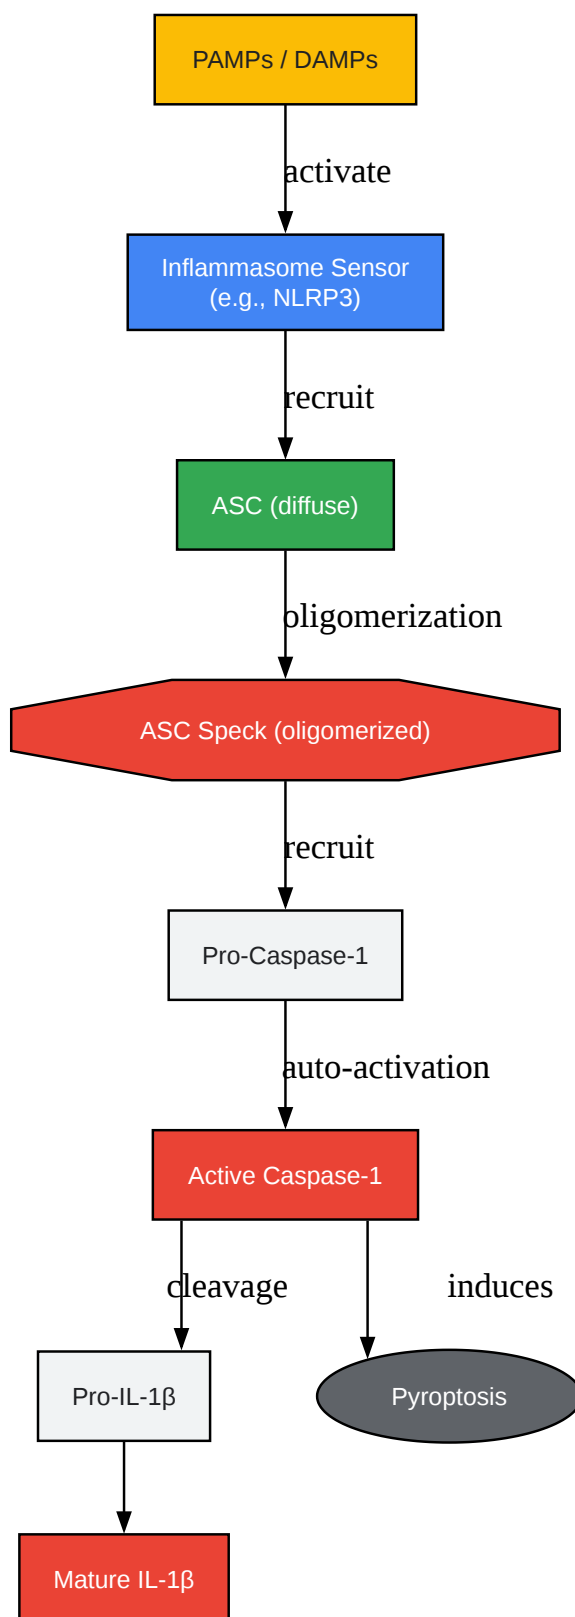 PAMPs / DAMPs
activate
Inflammasome Sensor
(e.g., NLRP3)
recruit
ASC (diffuse)
oligomerization
ASC Speck (oligomerized)
recruit
Pro-Caspase-1
auto-activation
Active Caspase-1
cleavage
induces
Pro-IL-1β
Pyroptosis
Mature IL-1β